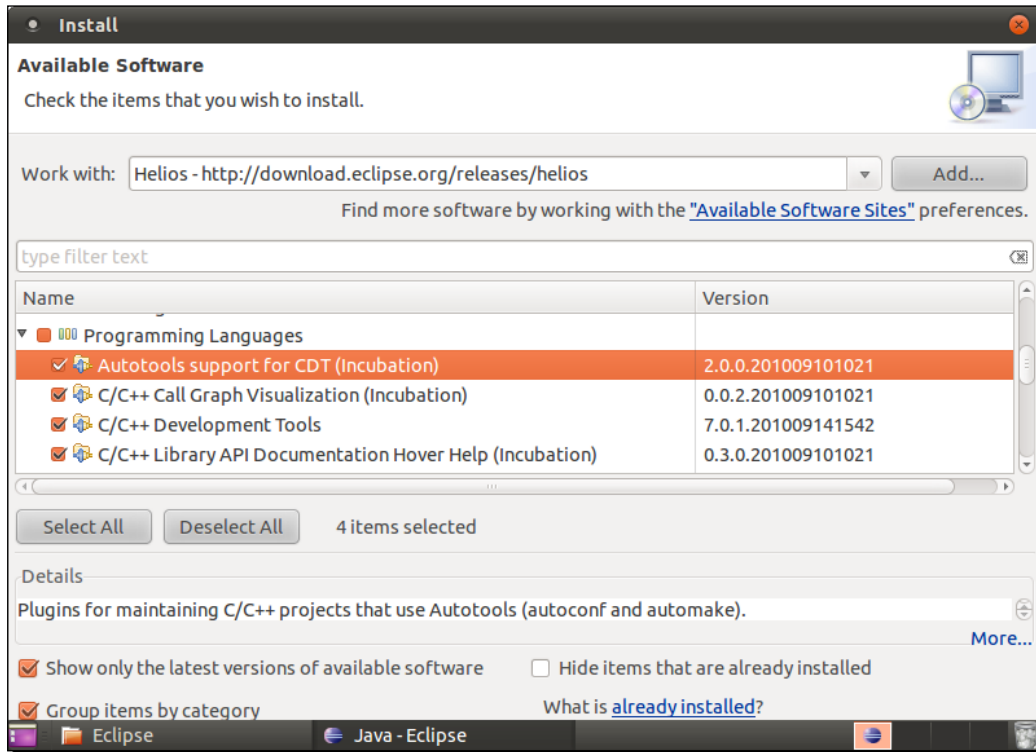 Install
Available Software
Check the items that you wish to install.
Work with: Helios - http://download.eclipse.org/releases/helios Add...
Find more software by working with the "Available Software Sites" preferences.
type filter text
Name Version
Programming Languages
Autotools support for CDT (Incubation) 2.0.0.201009101021
C/C++ Call Graph Visualization (Incubation) 0.0.2.201009101021
C/C++ Development Tools 7.0.1.201009141542
C/C++ Library API Documentation Hover Help (Incubation) 0.3.0.201009101021
Select All Deselect All 4 items selected
Details
Plugins for maintaining C/C++ projects that use Autotools (autoconf and automake).
More...
Show only the latest versions of available software Hide items that are already installed
Group items by category What is already installed?
Eclipse Java - Eclipse